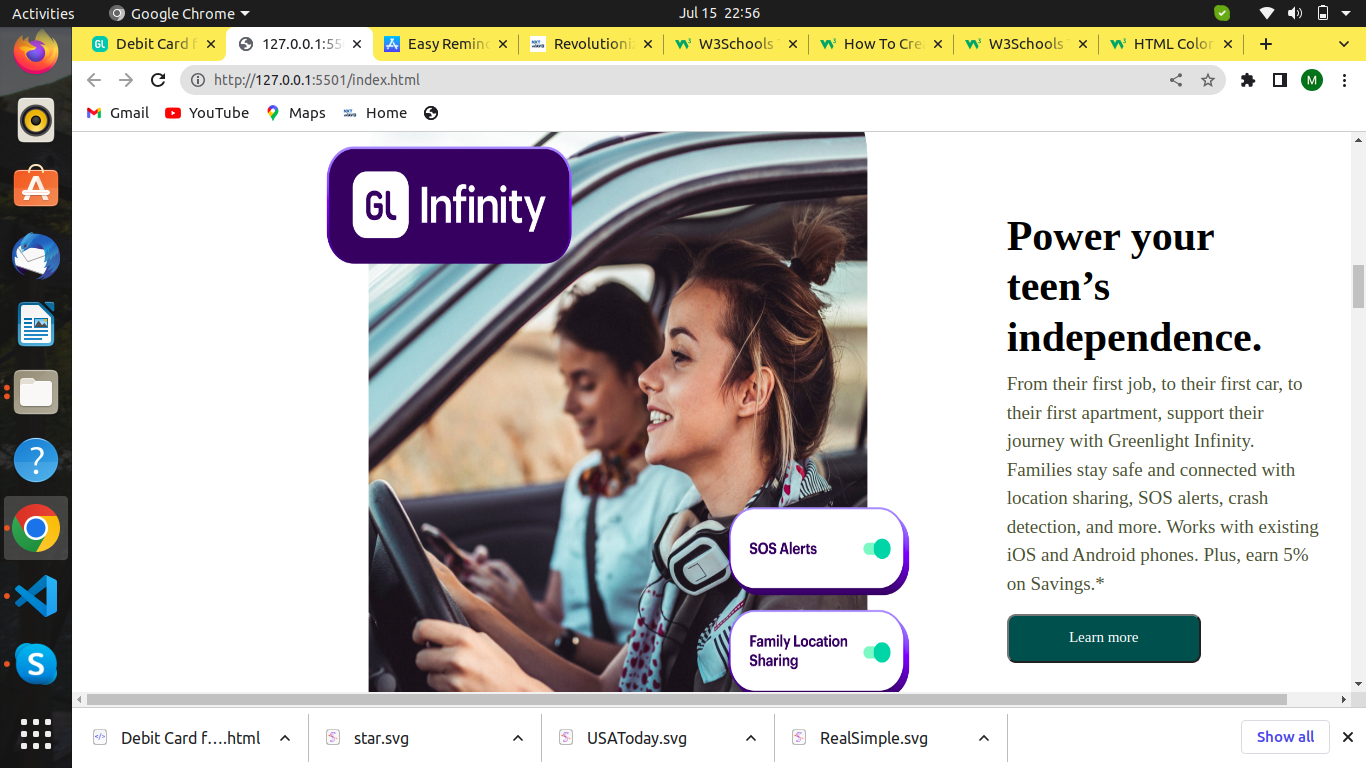 Activities
Google Chrome
Jul 15 22:56
GL
Debit Card f
127.0.0.1:55
Easy Remin
NXT WAVE
Revolutioni
W3Schools
How To Cre
W3Schools
HTML Color
http://127.0.0.1:5501/index.html
M
Gmail
YouTube
Maps
Home
GL Infinity
Power your
teen’s
independence.
From their first job, to their first car, to
their first apartment, support their
journey with Greenlight Infinity.
Families stay safe and connected with
location sharing, SOS alerts, crash
detection, and more. Works with existing
iOS and Android phones. Plus, earn 5%
on Savings.*
Learn more
SOS Alerts
Family Location
Sharing
Debit Card f....html
star.svg
USAToday.svg
RealSimple.svg
Show all